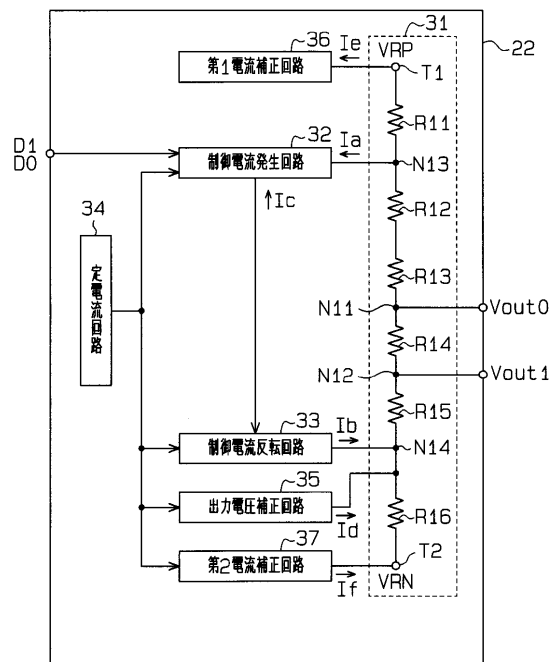 31
36
Ie
VRP
22
第1電流補正回路
T1
R11
32
Ia
D1
D0
制御電流発生回路
N13
Ic
R12
34
定電流回路
R13
N11
Vout0
R14
N12
Vout1
R15
33
Ib
制御電流反転回路
N14
35
出力電圧補正回路
Id
R16
37
第2電流補正回路
T2
If
VRN